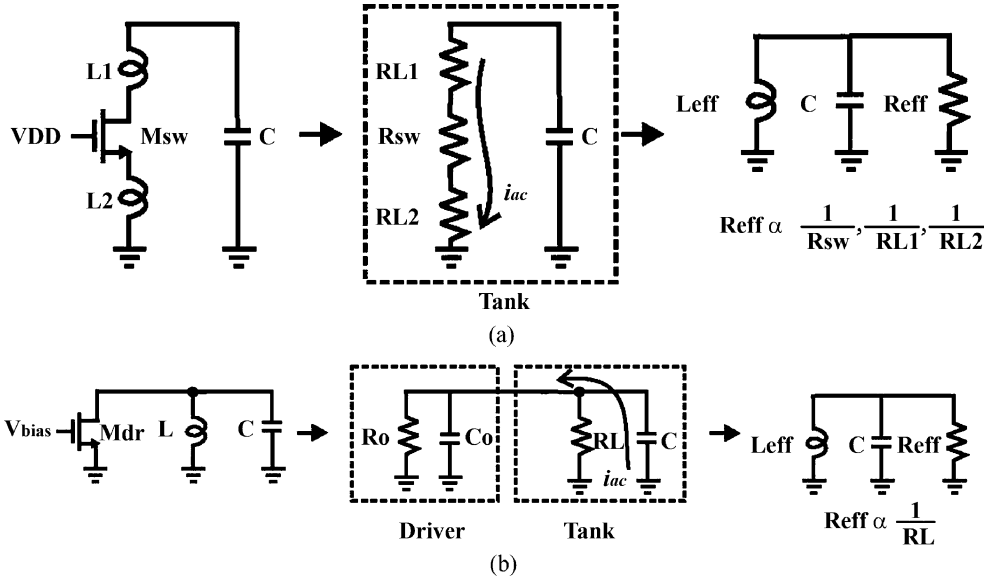 L1
VDD
Msw
C
L2
RL1
Rsw
C
iac
RL2
Tank
Leff
C
Reff
Reff α 1/Rsw, 1/RL1, 1/RL2
(a)
Vbias
Mdr
L
C
Ro
Co
RL
C
iac
Driver
Tank
Leff
C
Reff
Reff α 1/RL
(b)